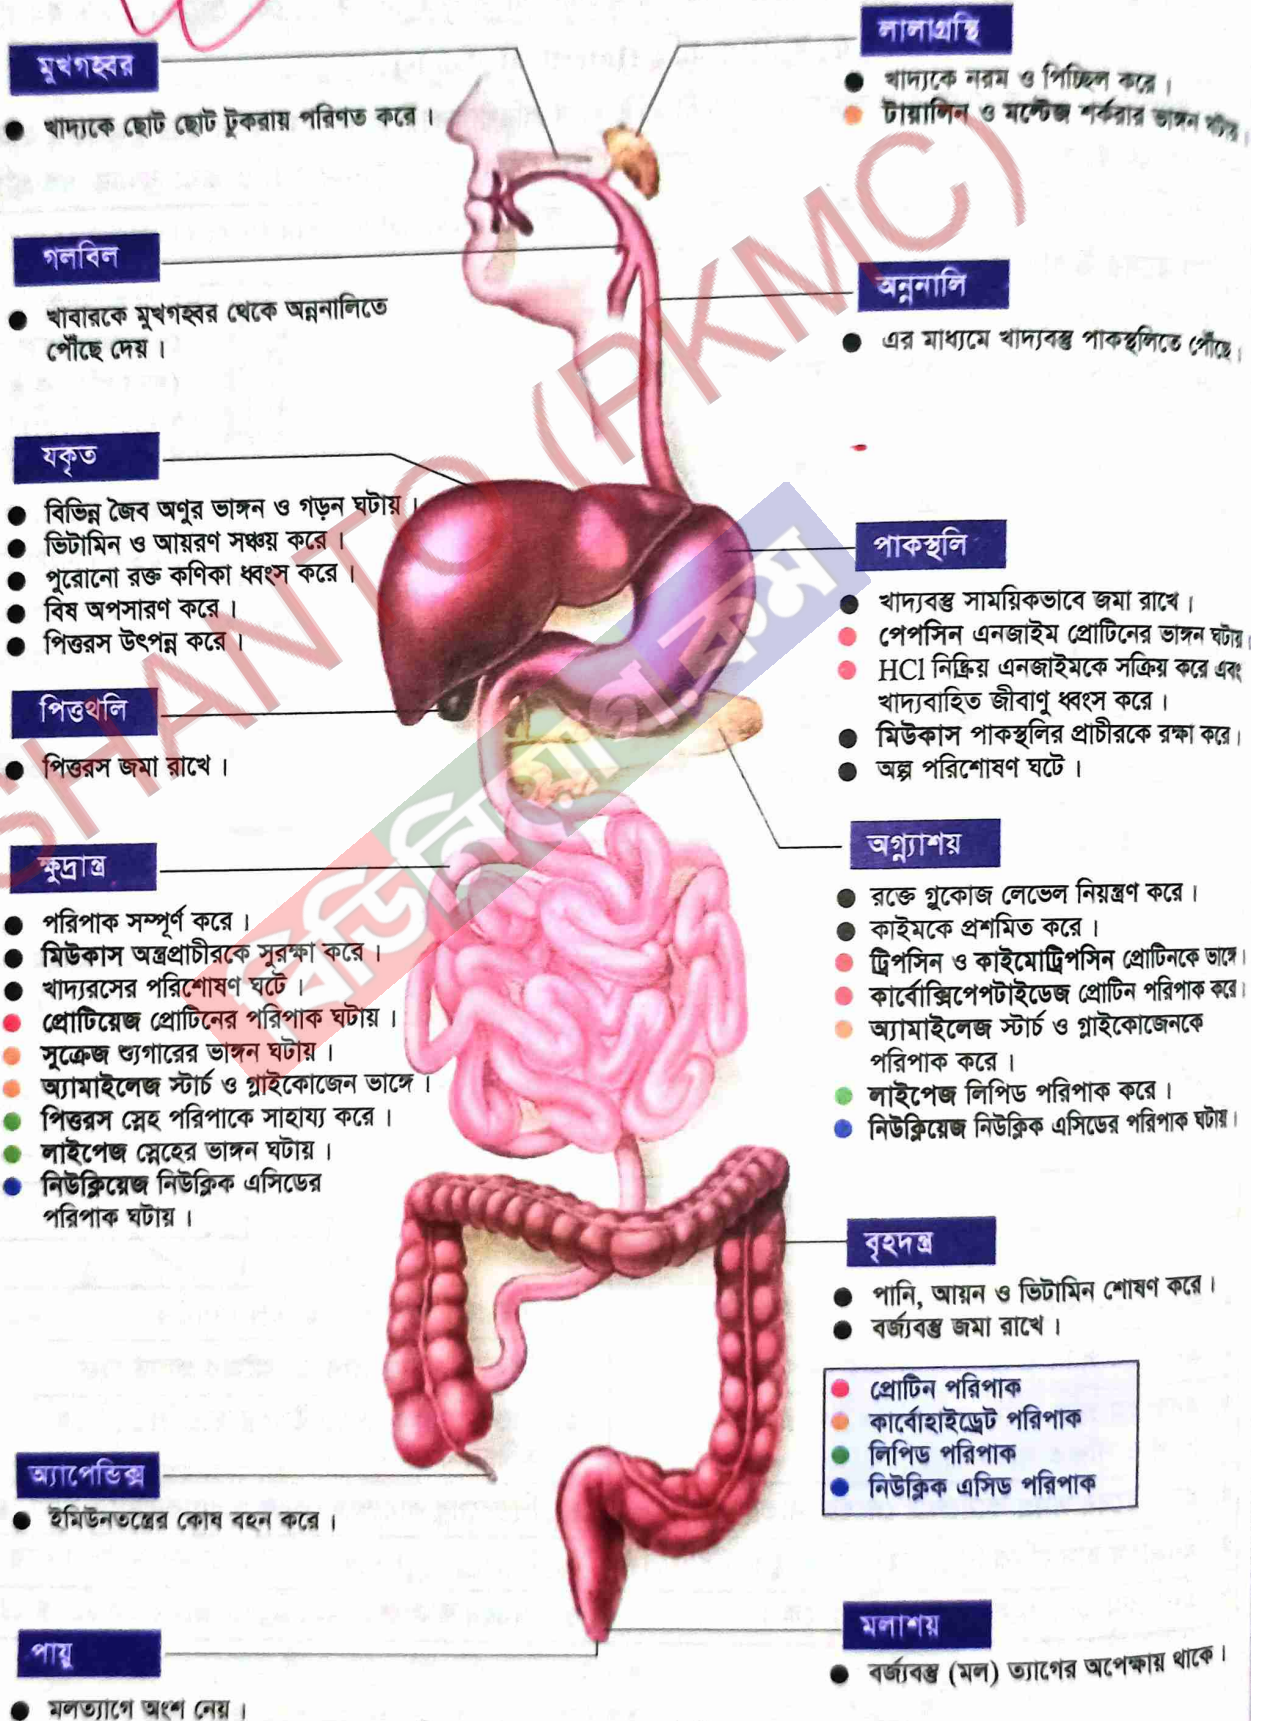 মুখগহ্বর
● খাদ্যকে ছোট ছোট টুকরায় পরিণত করে।
গলবিল
● খাবারকে মুখগহ্বর থেকে অন্ননালিতে
পৌঁছে দেয়।
যকৃত
● বিভিন্ন জৈব অণুর ভাঙ্গন ও গড়ন ঘটায়।
● ভিটামিন ও আয়রণ সঞ্চয় করে।
● পুরোনো রক্ত কণিকা ধ্বংস করে।
● বিষ অপসারণ করে।
● পিত্তরস উৎপন্ন করে।
পিত্তথলি
● পিত্তরস জমা রাখে।
ক্ষুদ্রান্ত্র
● পরিপাক সম্পূর্ণ করে।
● মিউকাস অন্ত্রপ্রাচীরকে সুরক্ষা করে।
● খাদ্যরসের পরিশোষণ ঘটে।
● প্রোটিয়েজ প্রোটিনের পরিপাক ঘটায়।
● সুক্রেজ শ্যুগারের ভাঙ্গন ঘটায়।
● অ্যামাইলেজ স্টার্চ ও গ্লাইকোজেন ভাঙ্গে।
● পিত্তরস স্নেহ পরিপাকে সাহায্য করে।
● লাইপেজ স্নেহের ভাঙ্গন ঘটায়।
● নিউক্লিয়েজ নিউক্লিক এসিডের
পরিপাক ঘটায়।
অ্যাপেন্ডিক্স
● ইমিউনতন্ত্রের কোষ বহন করে।
পায়ু
● মলত্যাগে অংশ নেয়।
লালাগ্রন্থি
● খাদ্যকে নরম ও পিচ্ছিল করে।
● টায়ালিন ও মল্টেজ শর্করার ভাঙ্গন ঘটায়।
অন্ননালি
● এর মাধ্যমে খাদ্যবস্তু পাকস্থলিতে পৌঁছে।
পাকস্থলি
● খাদ্যবস্তু সাময়িকভাবে জমা রাখে।
● পেপসিন এনজাইম প্রোটিনের ভাঙ্গন ঘটায়।
● HCl নিষ্ক্রিয় এনজাইমকে সক্রিয় করে এবং
খাদ্যবাহিত জীবাণু ধ্বংস করে।
● মিউকাস পাকস্থলির প্রাচীরকে রক্ষা করে।
● অল্প পরিশোষণ ঘটে।
অগ্ন্যাশয়
● রক্তে গ্লুকোজ লেভেল নিয়ন্ত্রণ করে।
● কাইমকে প্রশমিত করে।
● ট্রিপসিন ও কাইমোট্রিপসিন প্রোটিনকে ভাঙ্গে।
● কার্বোক্সিপেপটাইডেজ প্রোটিন পরিপাক করে।
● অ্যামাইলেজ স্টার্চ ও গ্লাইকোজেনকে
পরিপাক করে।
● লাইপেজ লিপিড পরিপাক করে।
● নিউক্লিয়েজ নিউক্লিক এসিডের পরিপাক ঘটায়।
বৃহদন্ত্র
● পানি, আয়ন ও ভিটামিন শোষণ করে।
● বর্জ্যবস্তু জমা রাখে।
● প্রোটিন পরিপাক
● কার্বোহাইড্রেট পরিপাক
● লিপিড পরিপাক
● নিউক্লিক এসিড পরিপাক
মলাশয়
● বর্জ্যবস্তু (মল) ত্যাগের অপেক্ষায় থাকে।
SHANTO (PKMC)
বিডিনিয়োগ.কম